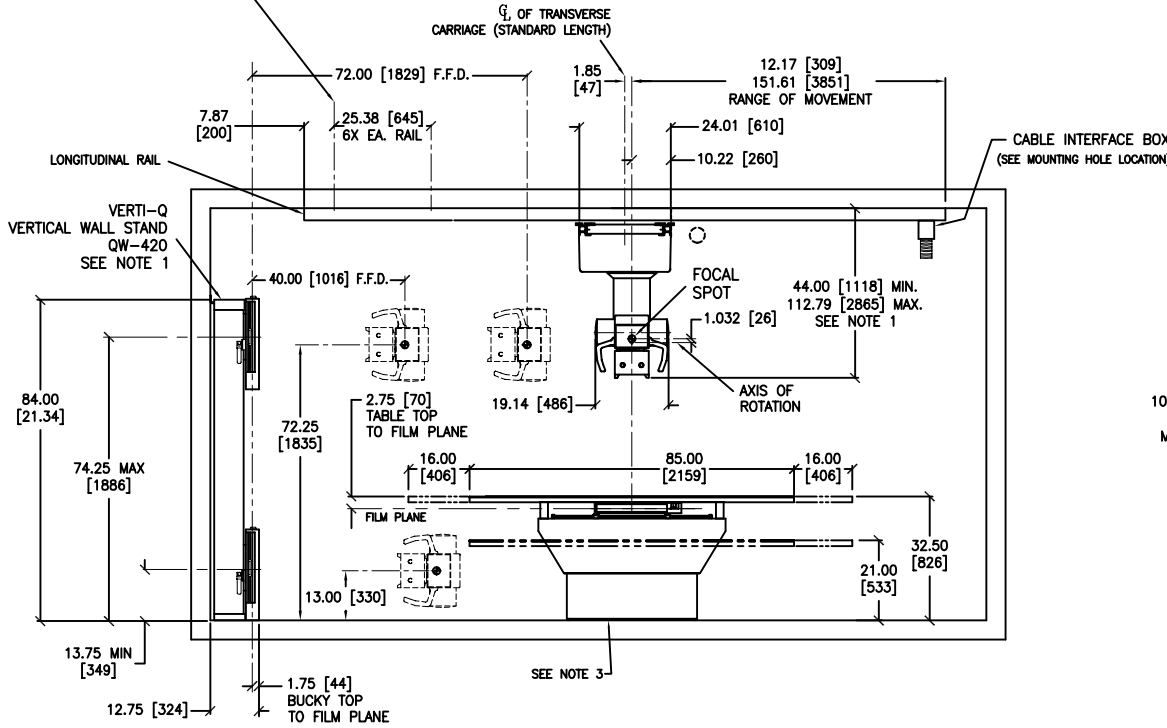 ℄ OF TRANSVERSE
CARRIAGE (STANDARD LENGTH)
72.00 [1829] F.F.D.
1.85
[47]
12.17 [309]
151.61 [3851]
RANGE OF MOVEMENT
7.87
[200]
25.38 [645]
6X EA. RAIL
24.01 [610]
10.22 [260]
CABLE INTERFACE BOX
(SEE MOUNTING HOLE LOCATION)
LONGITUDINAL RAIL
VERTI-Q
VERTICAL WALL STAND
QW-420
SEE NOTE 1
40.00 [1016] F.F.D.
FOCAL
SPOT
44.00 [1118] MIN.
112.79 [2865] MAX.
SEE NOTE 1
1.032 [26]
AXIS OF
ROTATION
19.14 [486]
84.00
[21.34]
2.75 [70]
TABLE TOP
TO FILM PLANE
72.25
[1835]
10
M
74.25 MAX
[1886]
16.00
[406]
85.00
[2159]
16.00
[406]
FILM PLANE
32.50
[826]
21.00
[533]
13.00 [330]
13.75 MIN
[349]
SEE NOTE 3
1.75 [44]
BUCKY TOP
TO FILM PLANE
12.75 [324]